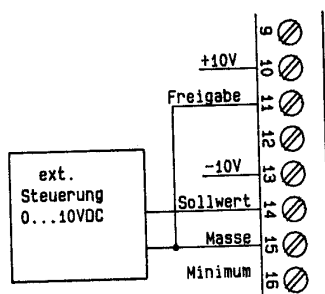 9
+10V 10
Freigabe 11
12
-10V 13
ext.
Steuerung
0...10VDC
Sollwert 14
Masse 15
Minimum 16